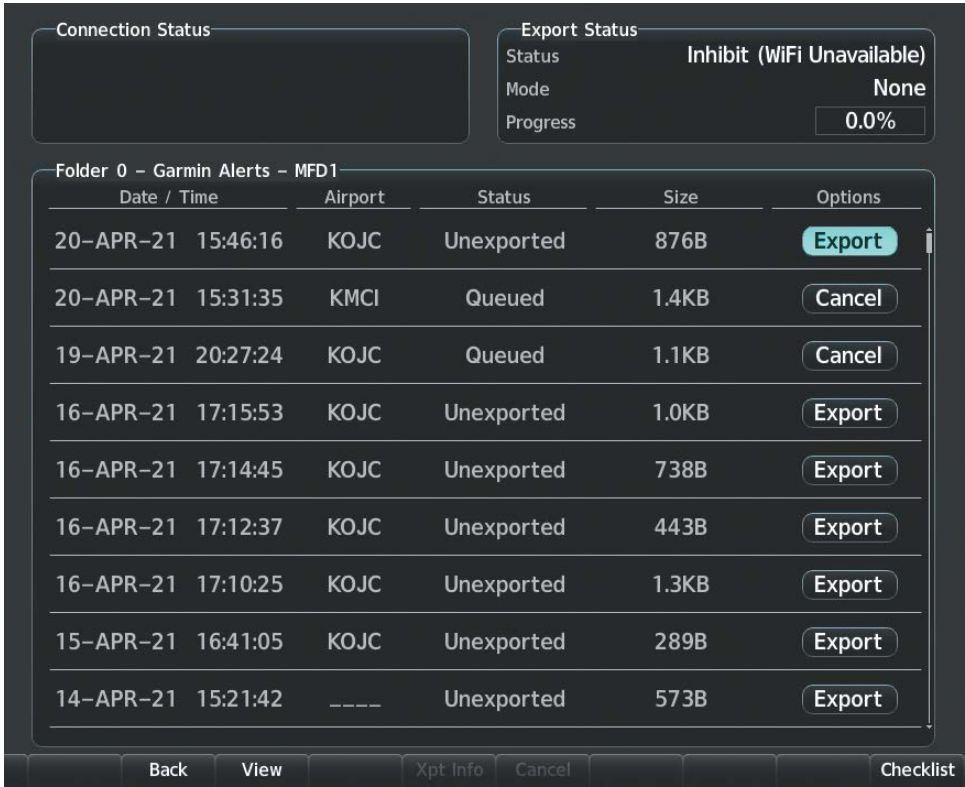 Connection Status
Export Status
Status Inhibit (WiFi Unavailable)
Mode None
Progress 0.0%
Folder 0 – Garmin Alerts – MFD1
Date / Time Airport Status Size Options
20–APR–21 15:46:16 KOJC Unexported 876B Export
20–APR–21 15:31:35 KMCI Queued 1.4KB Cancel
19–APR–21 20:27:24 KOJC Queued 1.1KB Cancel
16–APR–21 17:15:53 KOJC Unexported 1.0KB Export
16–APR–21 17:14:45 KOJC Unexported 738B Export
16–APR–21 17:12:37 KOJC Unexported 443B Export
16–APR–21 17:10:25 KOJC Unexported 1.3KB Export
15–APR–21 16:41:05 KOJC Unexported 289B Export
14–APR–21 15:21:42 ____ Unexported 573B Export
Back View Xpt Info Cancel Checklist